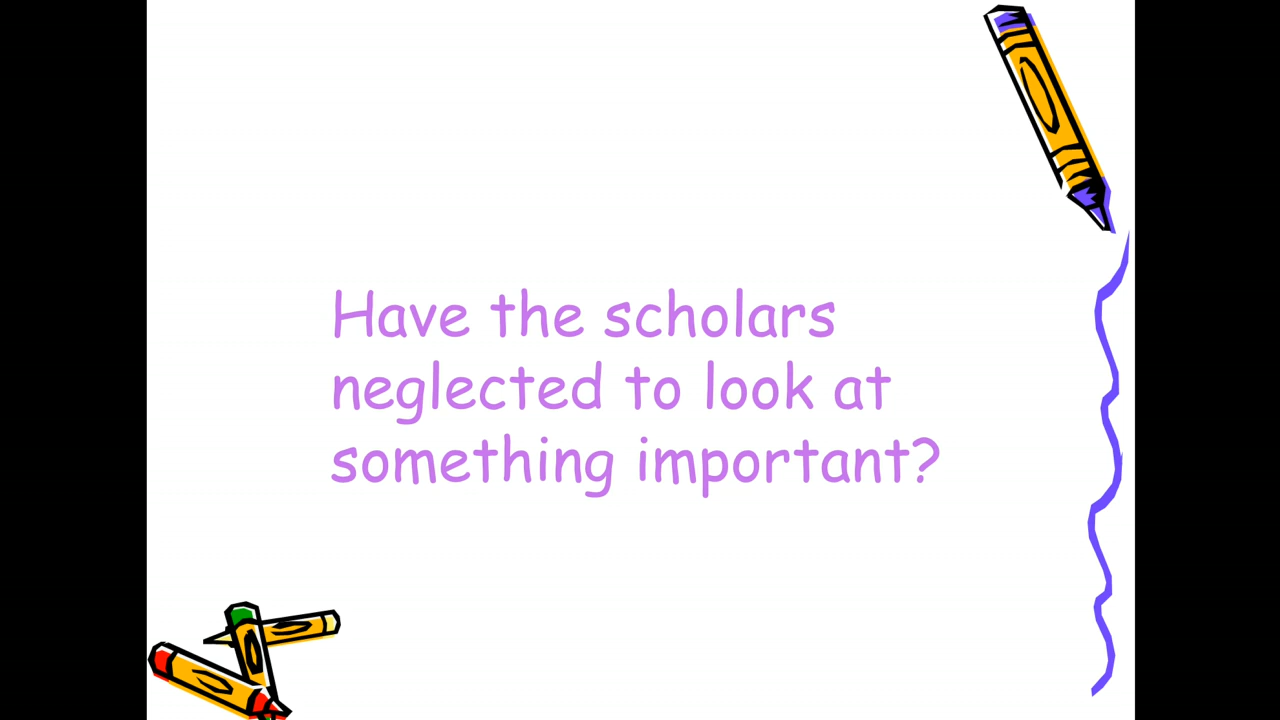 Have the scholars
neglected to look at
something important?